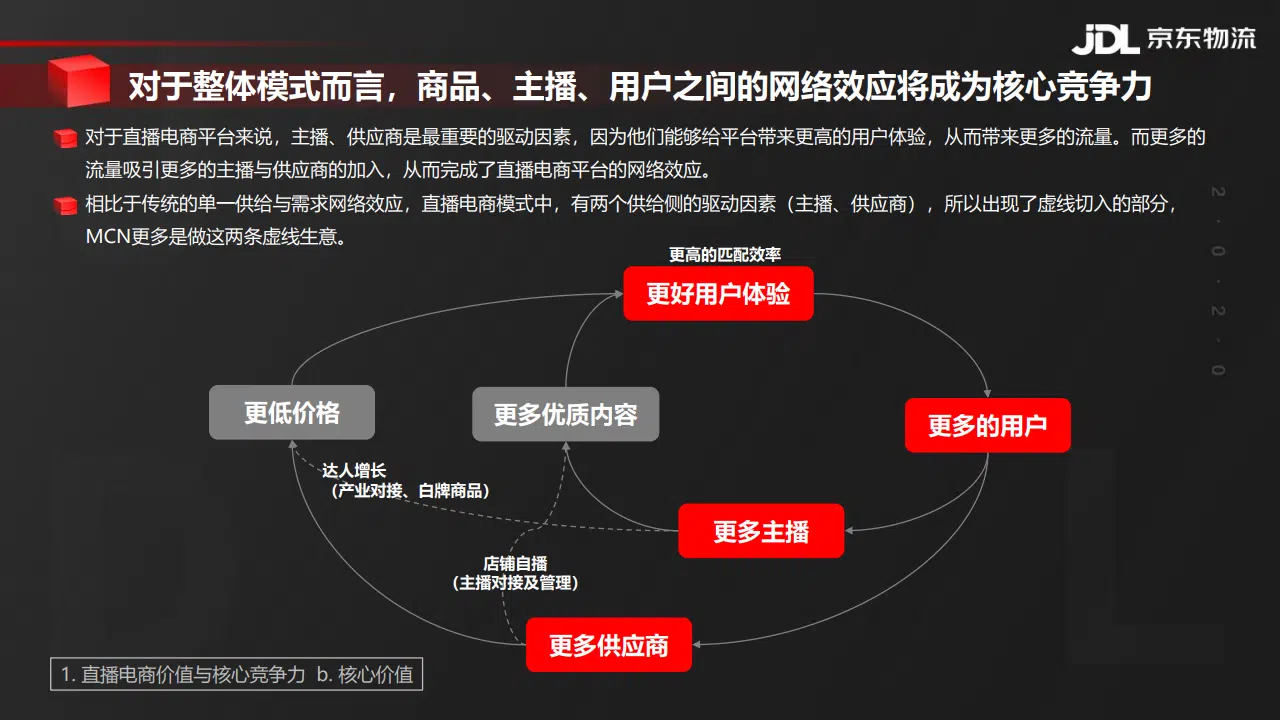 JDL 京东物流
对于整体模式而言，商品、主播、用户之间的网络效应将成为核心竞争力
对于直播电商平台来说，主播、供应商是最重要的驱动因素，因为他们能够给平台带来更高的用户体验，从而带来更多的流量。而更多的
流量吸引更多的主播与供应商的加入，从而完成了直播电商平台的网络效应。
相比于传统的单一供给与需求网络效应，直播电商模式中，有两个供给侧的驱动因素（主播、供应商），所以出现了虚线切入的部分，
MCN更多是做这两条虚线生意。
2.0.2.0
更高的匹配效率
更好用户体验
更低价格
更多优质内容
更多的用户
达人增长
（产业对接、白牌商品）
更多主播
店铺自播
（主播对接及管理）
更多供应商
1. 直播电商价值与核心竞争力 b. 核心价值